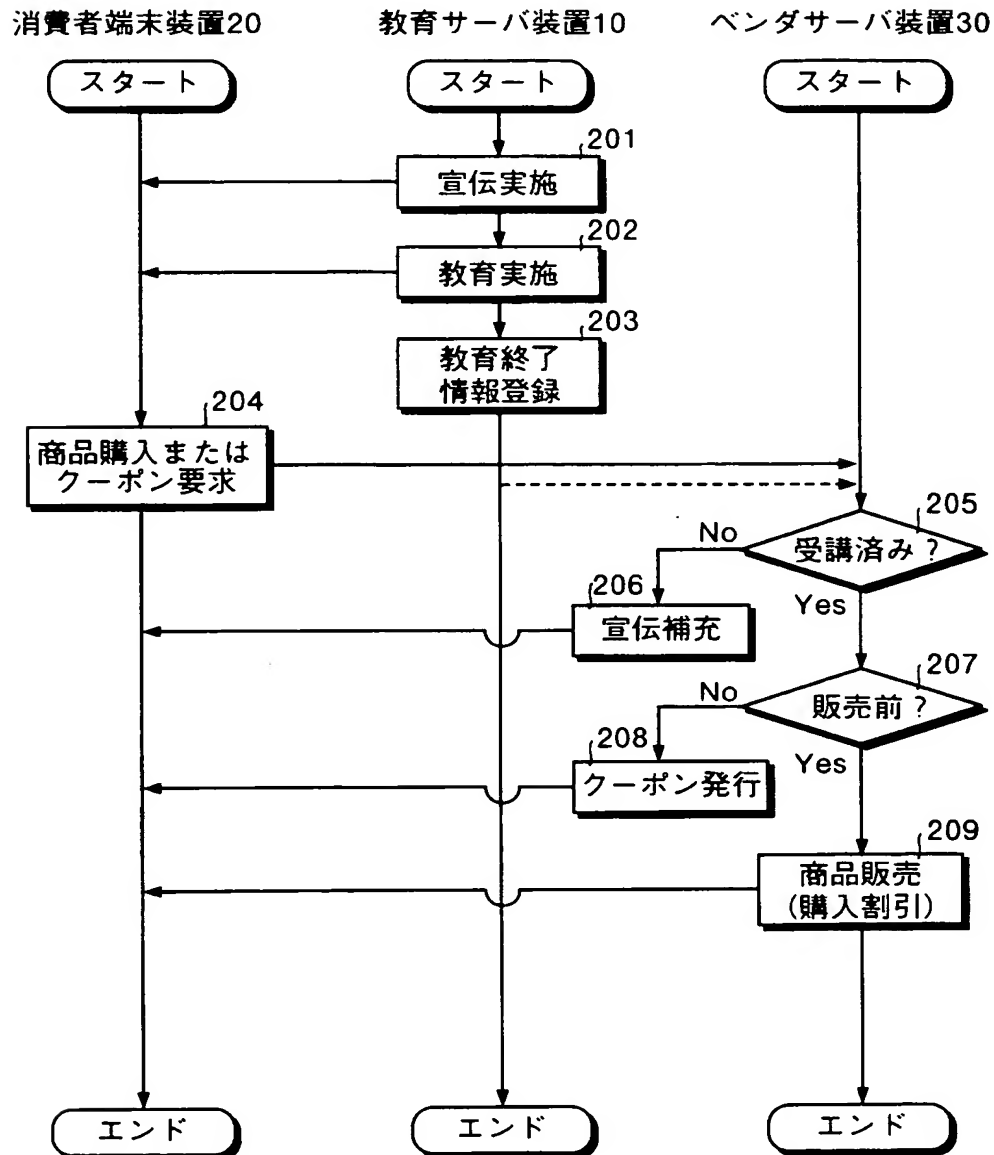 消費者端末装置20
教育サーバ装置10
ベンダサーバ装置30
スタート
スタート
スタート
201
宣伝実施
202
教育実施
203
教育終了
情報登録
204
商品購入または
クーポン要求
205
受講済み?
No
Yes
206
宣伝補充
207
販売前?
No
Yes
208
クーポン発行
209
商品販売
(購入割引)
エンド
エンド
エンド